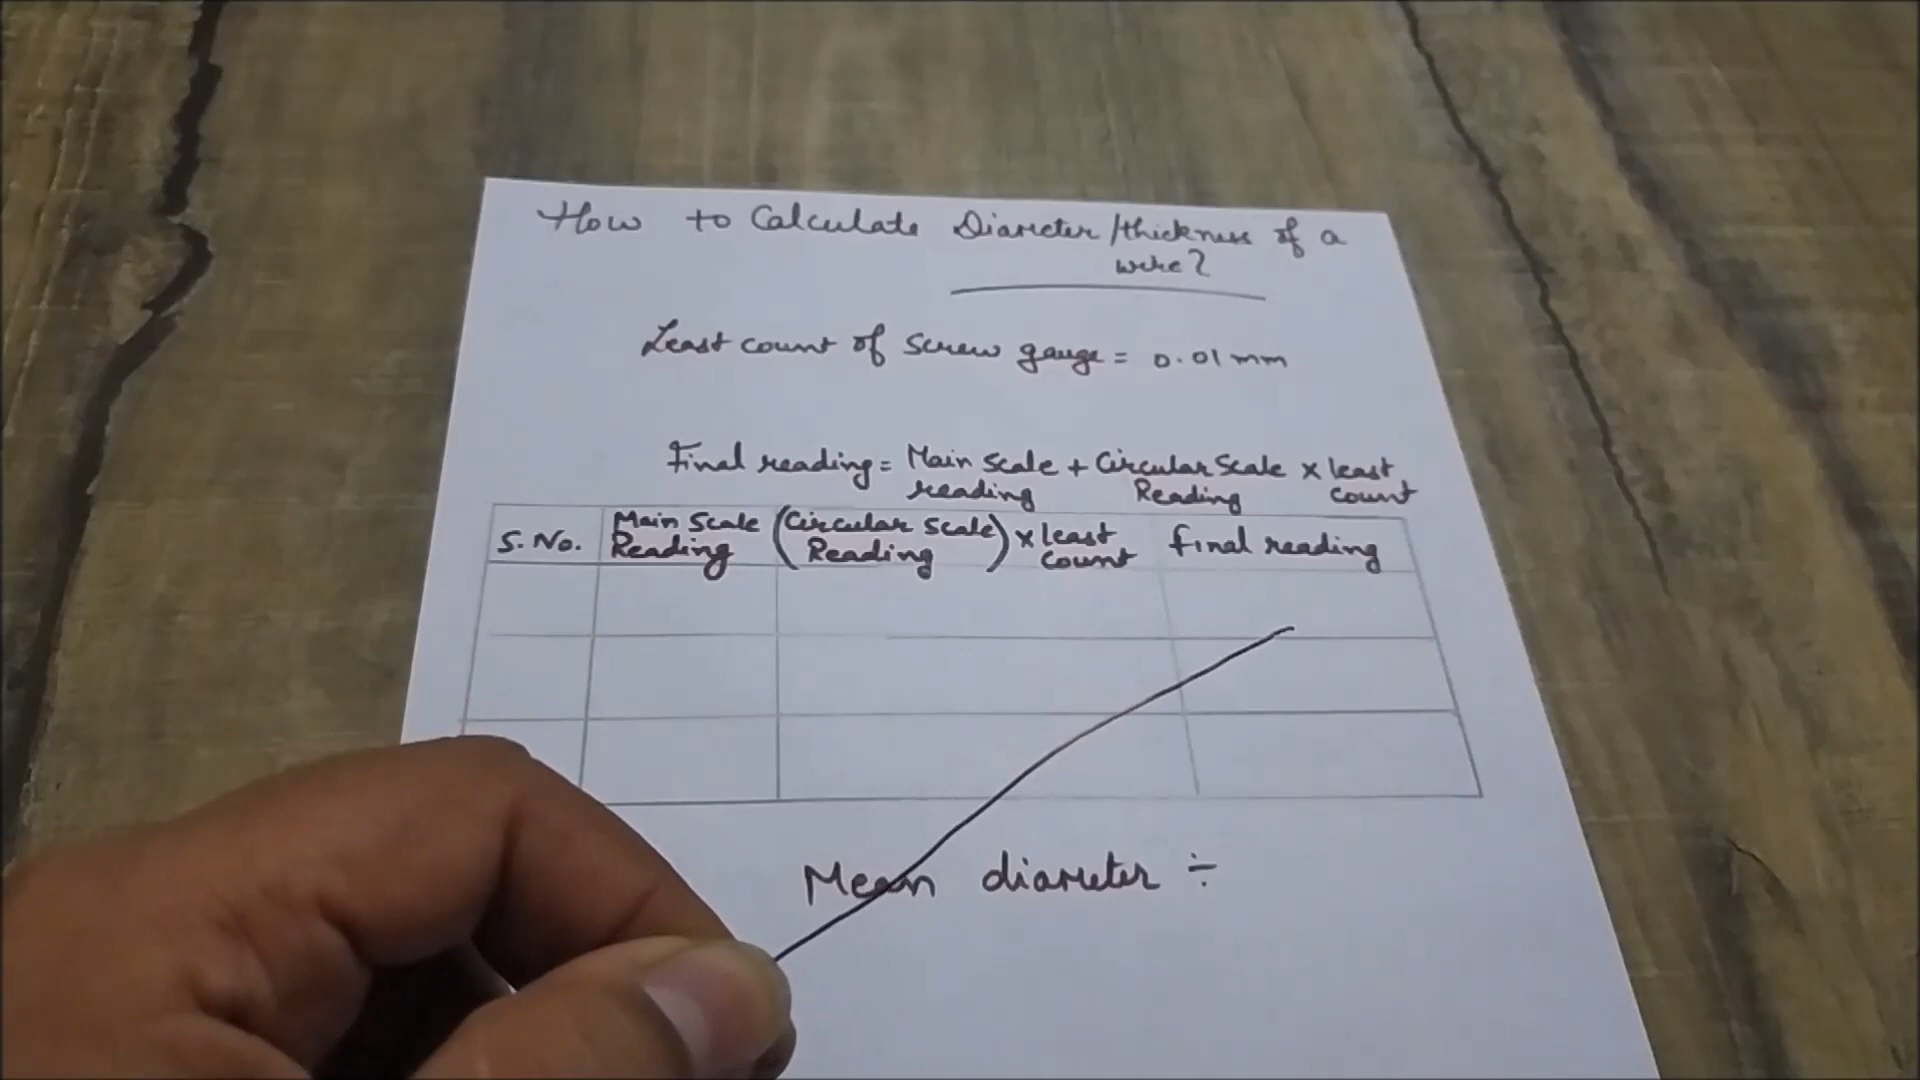 How to Calculate Diameter/thickness of a
wire?
Least count of screw gauge = 0.01 mm
Final reading = Main Scale + Circular Scale × least
reading Reading count
S. No. Main Scale (Circular scale) × least final reading
Reading Reading count
Mean diameter ÷